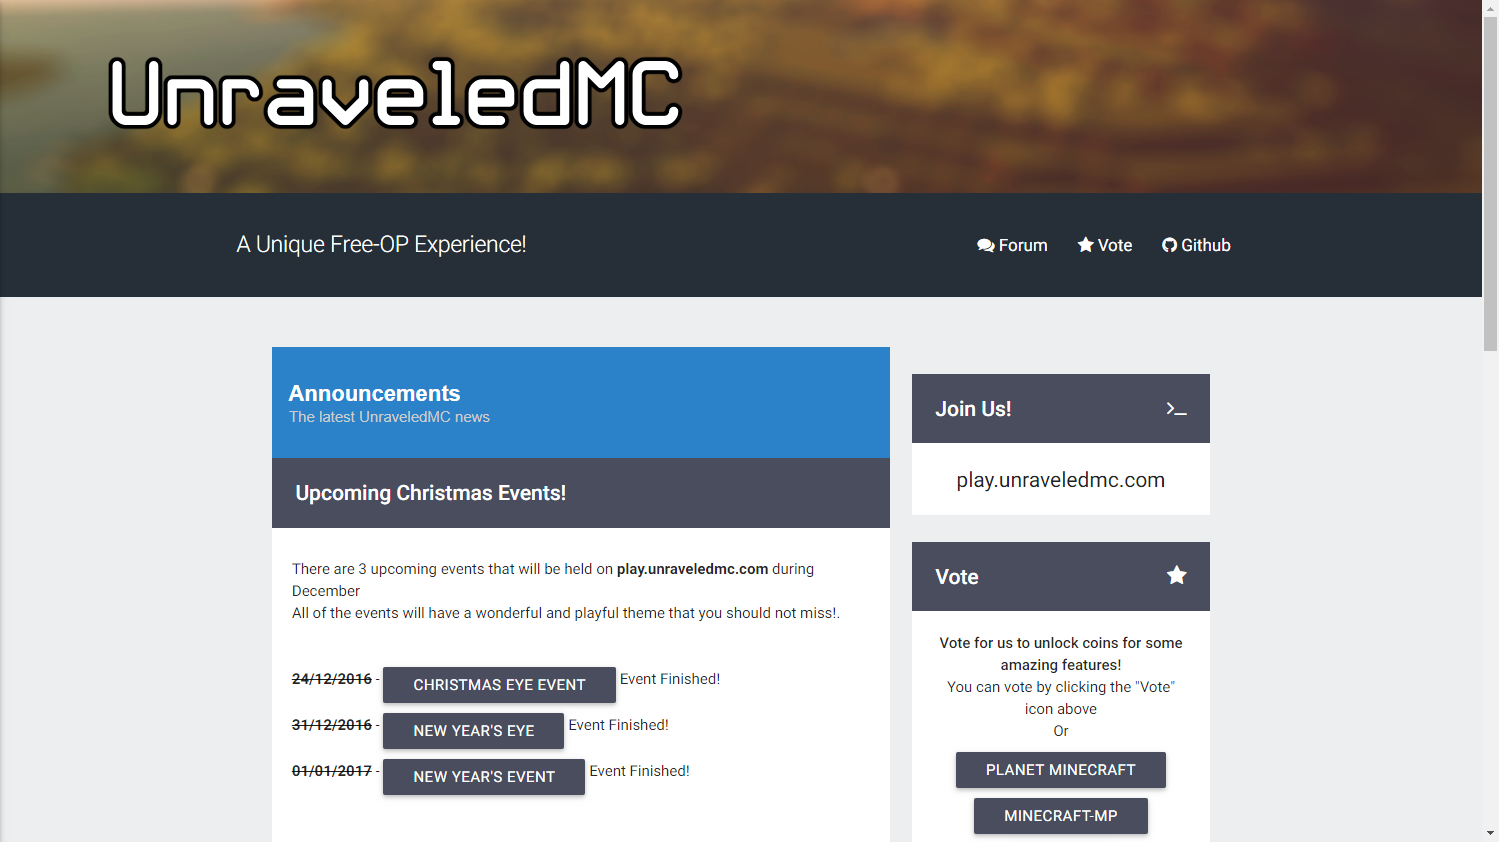 UnraveledMC
A Unique Free-OP Experience!
Forum
Vote
Github
Announcements
The latest UnraveledMC news
Upcoming Christmas Events!
There are 3 upcoming events that will be held on play.unraveledmc.com during
December
All of the events will have a wonderful and playful theme that you should not miss!.
24/12/2016 - CHRISTMAS EYE EVENT Event Finished!
31/12/2016 - NEW YEAR'S EYE Event Finished!
01/01/2017 - NEW YEAR'S EVENT Event Finished!
Join Us!
play.unraveledmc.com
Vote
Vote for us to unlock coins for some
amazing features!
You can vote by clicking the "Vote"
icon above
Or
PLANET MINECRAFT
MINECRAFT-MP